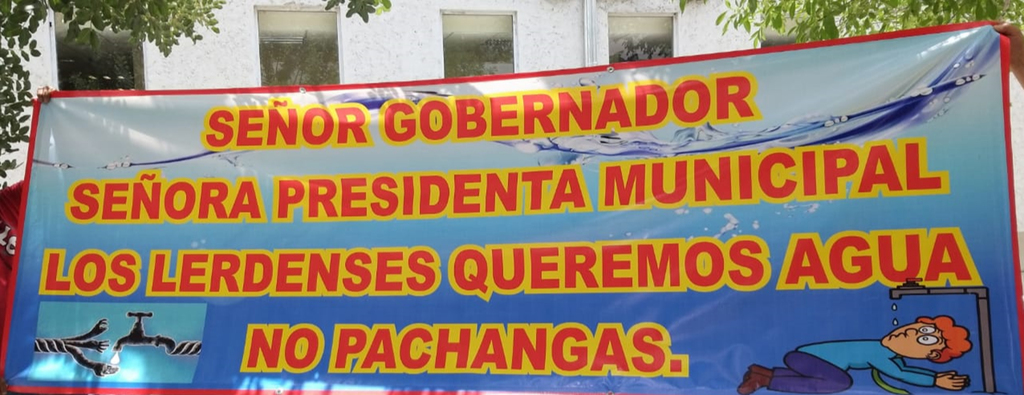 SEÑOR GOBERNADOR
SEÑORA PRESIDENTA MUNICIPAL
LOS LERDENSES QUEREMOS AGUA
NO PACHANGAS.